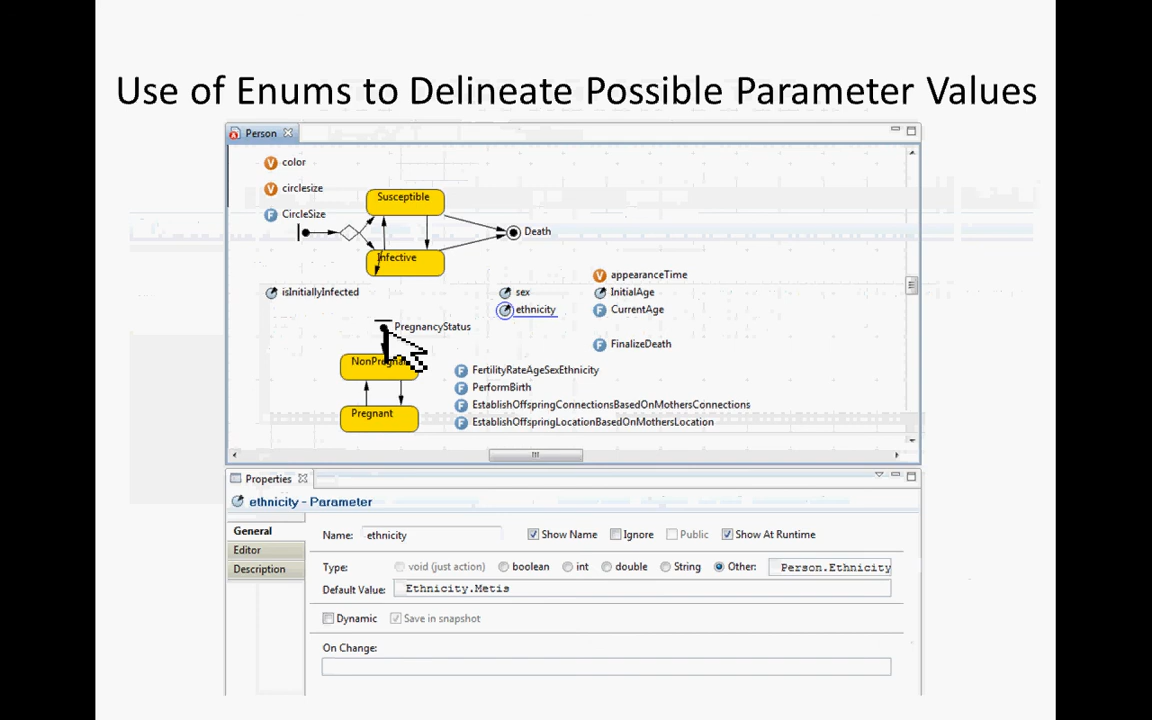 Use of Enums to Delineate Possible Parameter Values
Person
color
circlesize
CircleSize
Susceptible
Death
Infective
isInitiallyInfected
sex
ethnicity
appearanceTime
InitialAge
CurrentAge
FinalizeDeath
PregnancyStatus
NonPregnant
Pregnant
FertilityRateAgeSexEthnicity
PerformBirth
EstablishOffspringConnectionsBasedOnMothersConnections
EstablishOffspringLocationBasedOnMothersLocation
Properties
ethnicity - Parameter
General
Editor
Description
Name: ethnicity Show Name Ignore Public Show At Runtime
Type: void (just action) boolean int double String Other: Person.Ethnicity
Default Value: Ethnicity.Metis
Dynamic Save in snapshot
On Change: